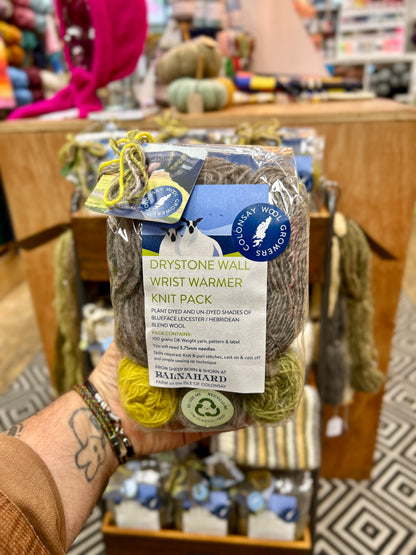 COLONSAY WOOL GROWERS
DRYSTONE WALL
WRIST WARMER
KNIT PACK
PLANT DYED AND UN-DYED SHADES OF
BLUEFACE LEICESTER / HEBRIDEAN
BLEND WOOL
PACK CONTAINS:
100 grams DK Weight yarn, pattern & label
You will need 3.75mm needles
Skills required: Knit & purl stitches, cast on & cast off
and simple sewing up technique
FROM SHEEP BORN & SHORN AT
BALNAHARD
FARM ON THE ISLE OF COLONSAY